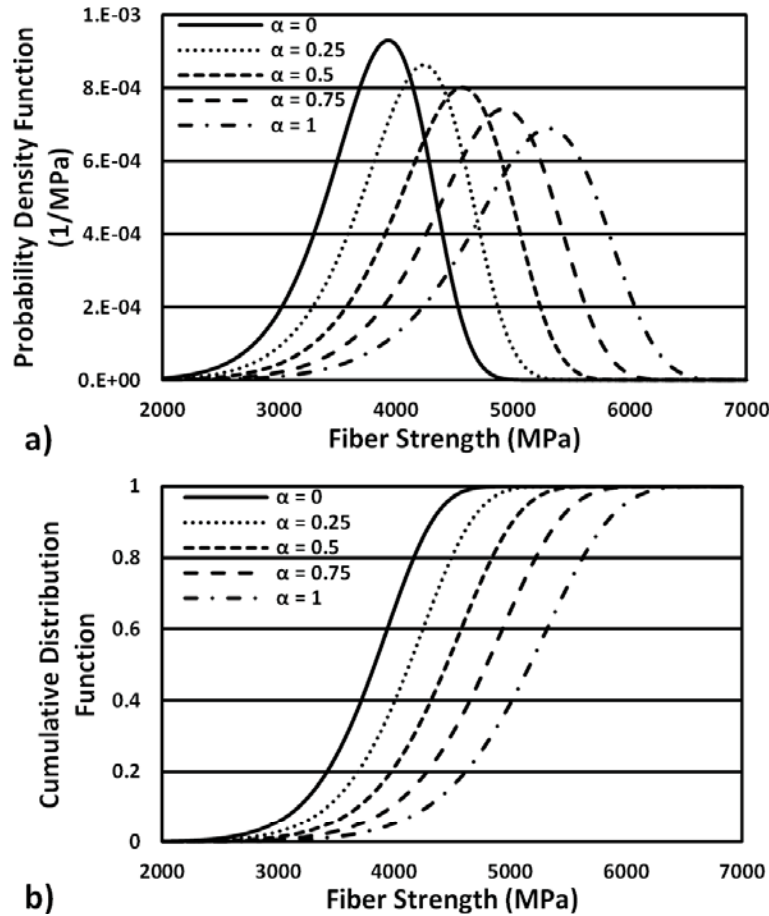 1.E-03
8.E-04
6.E-04
4.E-04
2.E-04
0.E+00
Probability Density Function
(1/MPa)
α = 0
α = 0.25
α = 0.5
α = 0.75
α = 1
2000 3000 4000 5000 6000 7000
Fiber Strength (MPa)
a)
1
0.8
0.6
0.4
0.2
0
Cumulative Distribution
Function
α = 0
α = 0.25
α = 0.5
α = 0.75
α = 1
2000 3000 4000 5000 6000 7000
Fiber Strength (MPa)
b)